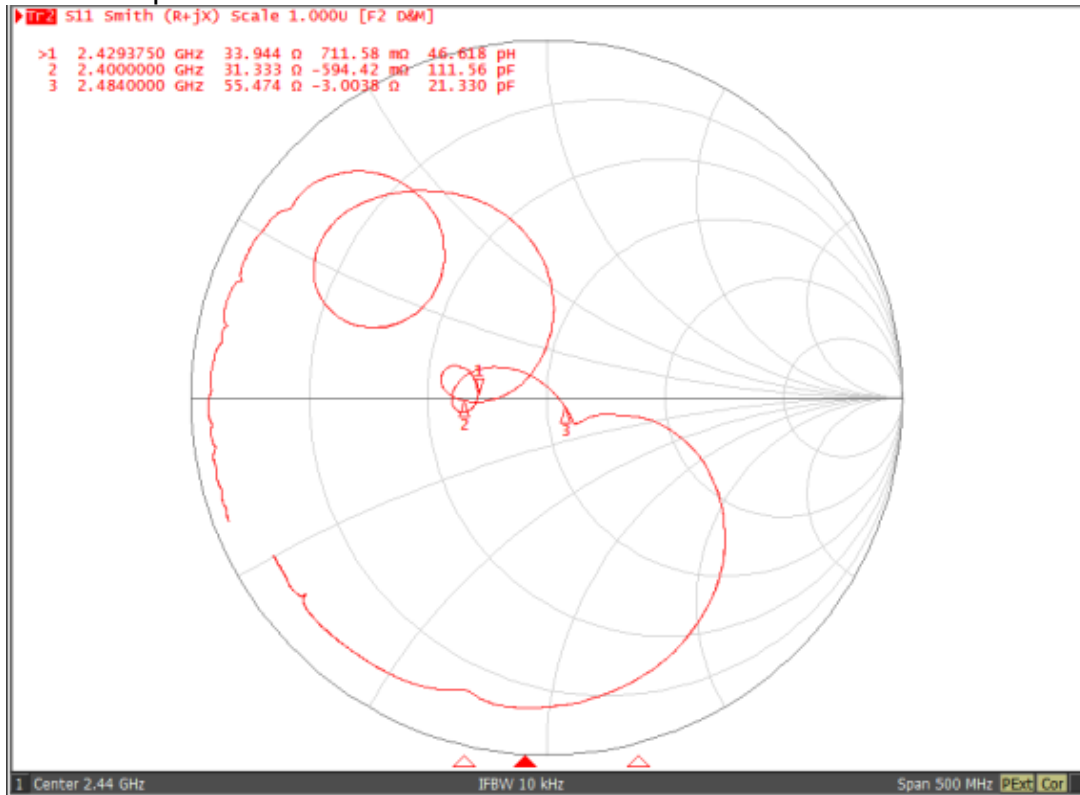 Tr2 S11 Smith (R+jX) Scale 1.000U [F2 D&M]
>1 2.4293750 GHz 33.944 Ω 711.58 mΩ 46.618 pH
2 2.4000000 GHz 31.333 Ω -594.42 mΩ 111.56 pF
3 2.4840000 GHz 55.474 Ω -3.0038 Ω 21.330 pF
1
2
3
1 Center 2.44 GHz IFBW 10 kHz Span 500 MHz PExt Cor